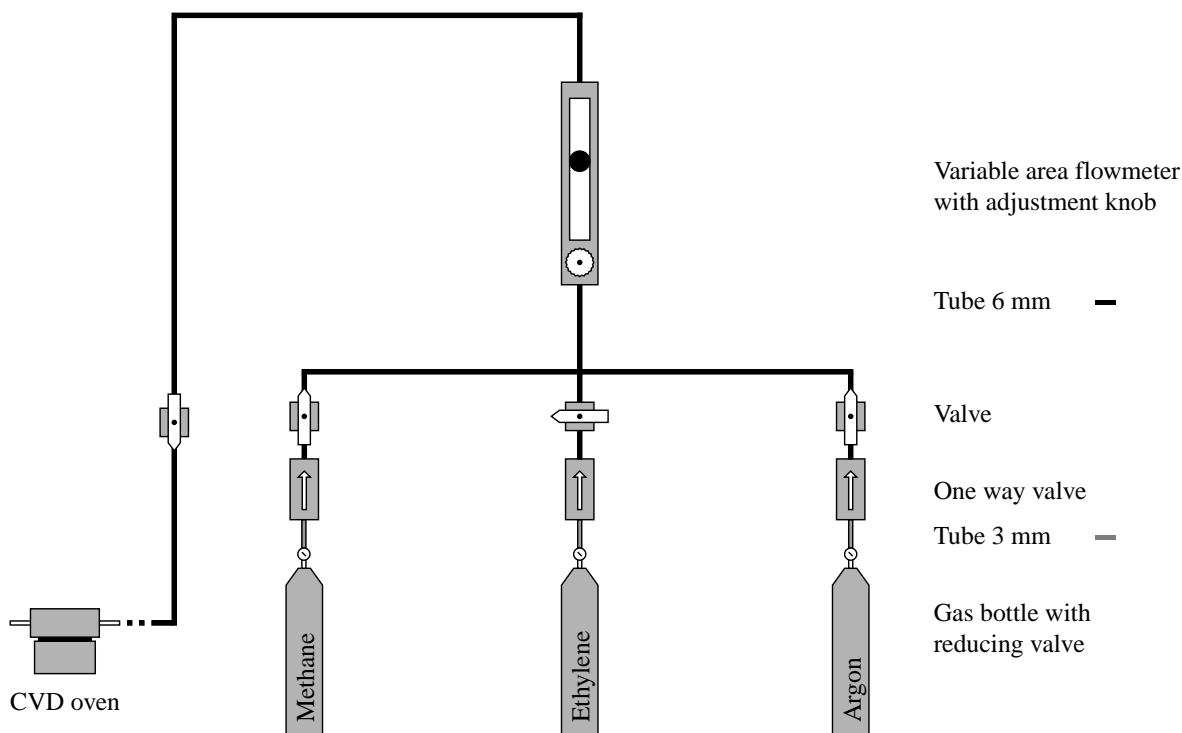 Variable area flowmeter
with adjustment knob
Tube 6 mm
Valve
One way valve
Tube 3 mm
Gas bottle with
reducing valve
Methane
Ethylene
Argon
CVD oven